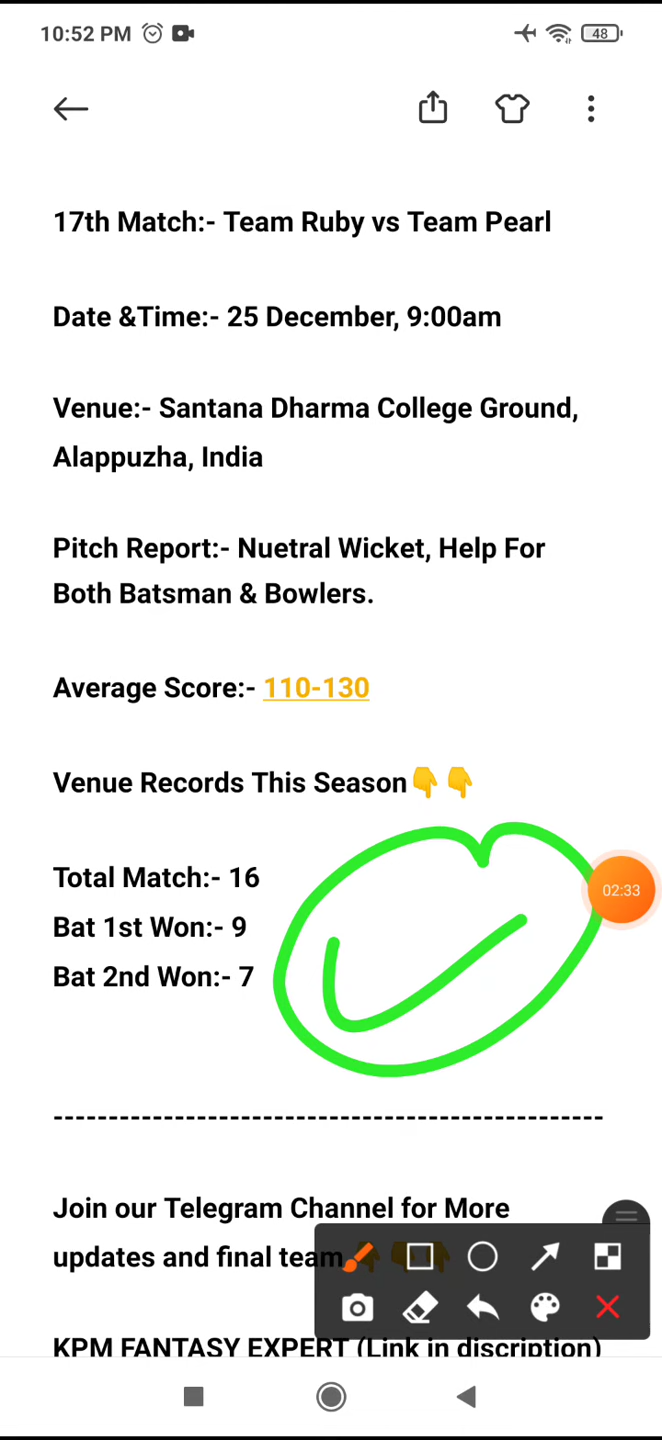 10:52 PM
48
17th Match:- Team Ruby vs Team Pearl
Date &Time:- 25 December, 9:00am
Venue:- Santana Dharma College Ground,
Alappuzha, India
Pitch Report:- Nuetral Wicket, Help For
Both Batsman & Bowlers.
Average Score:- 110-130
Venue Records This Season👇👇
Total Match:- 16
02:33
Bat 1st Won:- 9
Bat 2nd Won:- 7
--------------------------------------------------
Join our Telegram Channel for More
updates and final team👇👇👇
KPM FANTASY EXPERT (Link in discription)